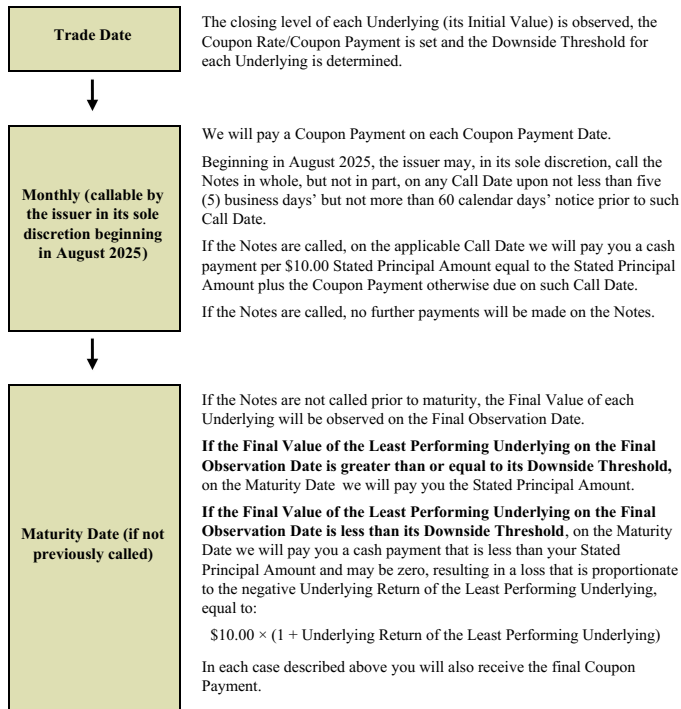 Trade Date
The closing level of each Underlying (its Initial Value) is observed, the
Coupon Rate/Coupon Payment is set and the Downside Threshold for
each Underlying is determined.
Monthly (callable by
the issuer in its sole
discretion beginning
in August 2025)
We will pay a Coupon Payment on each Coupon Payment Date.
Beginning in August 2025, the issuer may, in its sole discretion, call the
Notes in whole, but not in part, on any Call Date upon not less than five
(5) business days’ but not more than 60 calendar days’ notice prior to such
Call Date.
If the Notes are called, on the applicable Call Date we will pay you a cash
payment per $10.00 Stated Principal Amount equal to the Stated Principal
Amount plus the Coupon Payment otherwise due on such Call Date.
If the Notes are called, no further payments will be made on the Notes.
Maturity Date (if not
previously called)
If the Notes are not called prior to maturity, the Final Value of each
Underlying will be observed on the Final Observation Date.
If the Final Value of the Least Performing Underlying on the Final
Observation Date is greater than or equal to its Downside Threshold,
on the Maturity Date we will pay you the Stated Principal Amount.
If the Final Value of the Least Performing Underlying on the Final
Observation Date is less than its Downside Threshold, on the Maturity
Date we will pay you a cash payment that is less than your Stated
Principal Amount and may be zero, resulting in a loss that is proportionate
to the negative Underlying Return of the Least Performing Underlying,
equal to:
$10.00 × (1 + Underlying Return of the Least Performing Underlying)
In each case described above you will also receive the final Coupon
Payment.